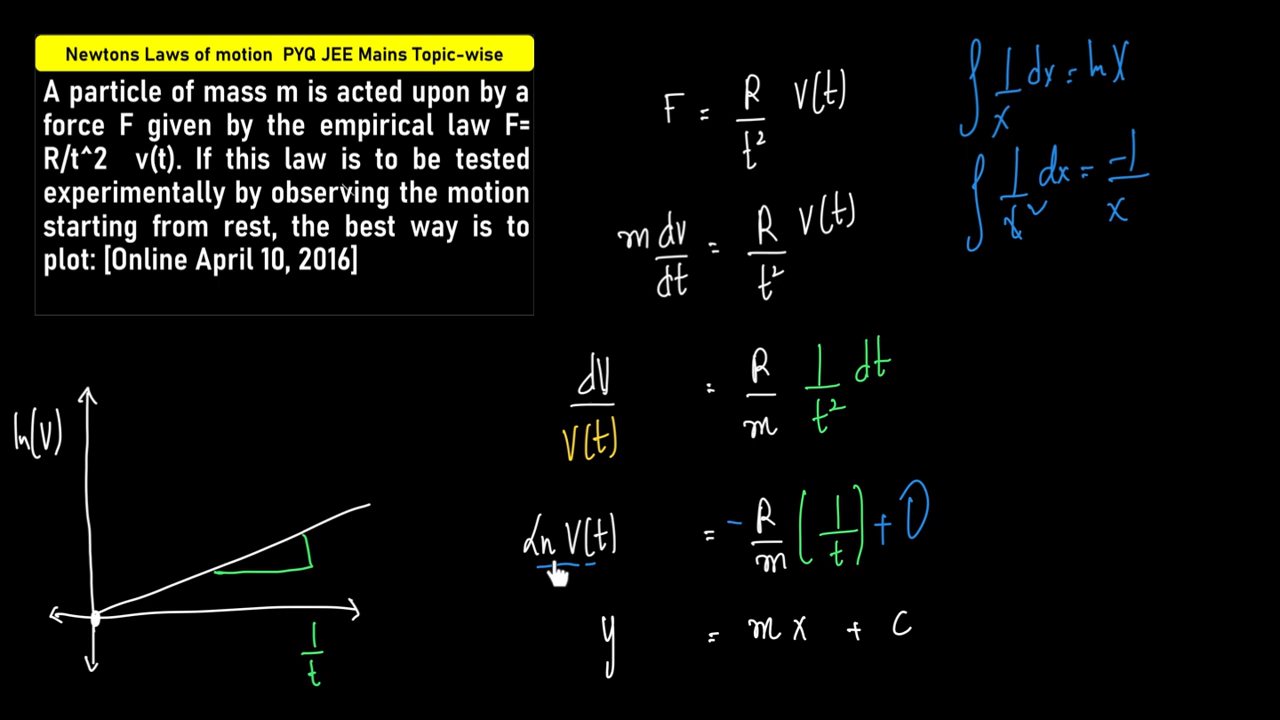 Newtons Laws of motion PYQ JEE Mains Topic-wise
A particle of mass m is acted upon by a
force F given by the empirical law F=
R/t^2 v(t). If this law is to be tested
experimentally by observing the motion
starting from rest, the best way is to
plot: [Online April 10, 2016]
F = R/t² V(t)
m dv/dt = R/t² V(t)
dV/V(t) = R/m 1/t² dt
ln V(t) = - R/m (1/t) + 0
y = m x + c
∫ 1/x dx = ln X
∫ 1/x² dx = -1/x
ln(V)
1/t